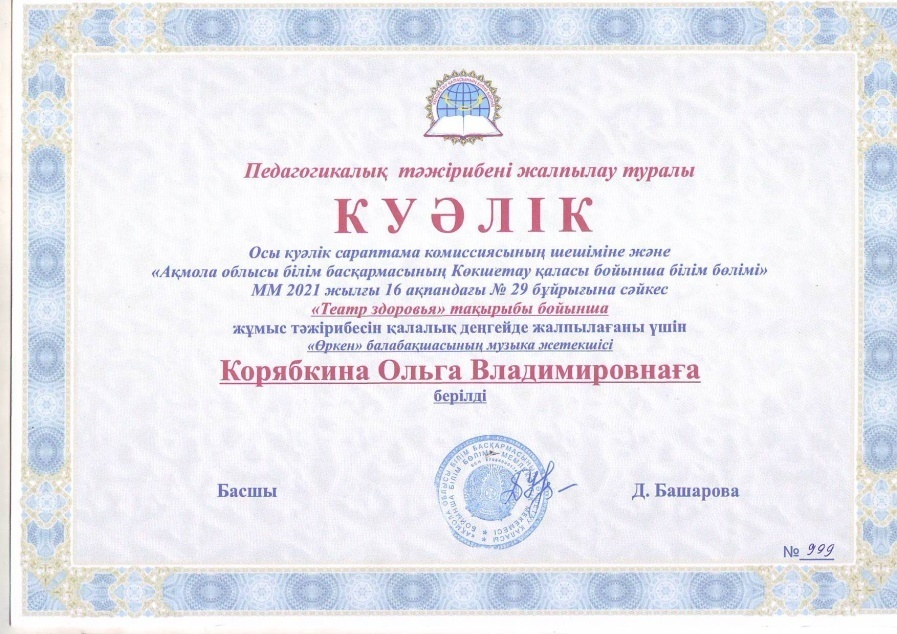 Педагогикалық тәжірибені жалпылау туралы
КУӘЛІК
Осы куәлік сараптама комиссиясының шешіміне және
«Ақмола облысы білім басқармасының Көкшетау қаласы бойынша білім бөлімі»
ММ 2021 жылғы 16 ақпандағы № 29 бұйрығына сәйкес
«Театр здоровья» тақырыбы бойынша
жұмыс тәжірибесін қалалық деңгейде жалпылағаны үшін
«Өркен» балабақшасының музыка жетекшісі
Корябкина Ольга Владимировнаға
берілді
Басшы
Д. Башарова
№ 999